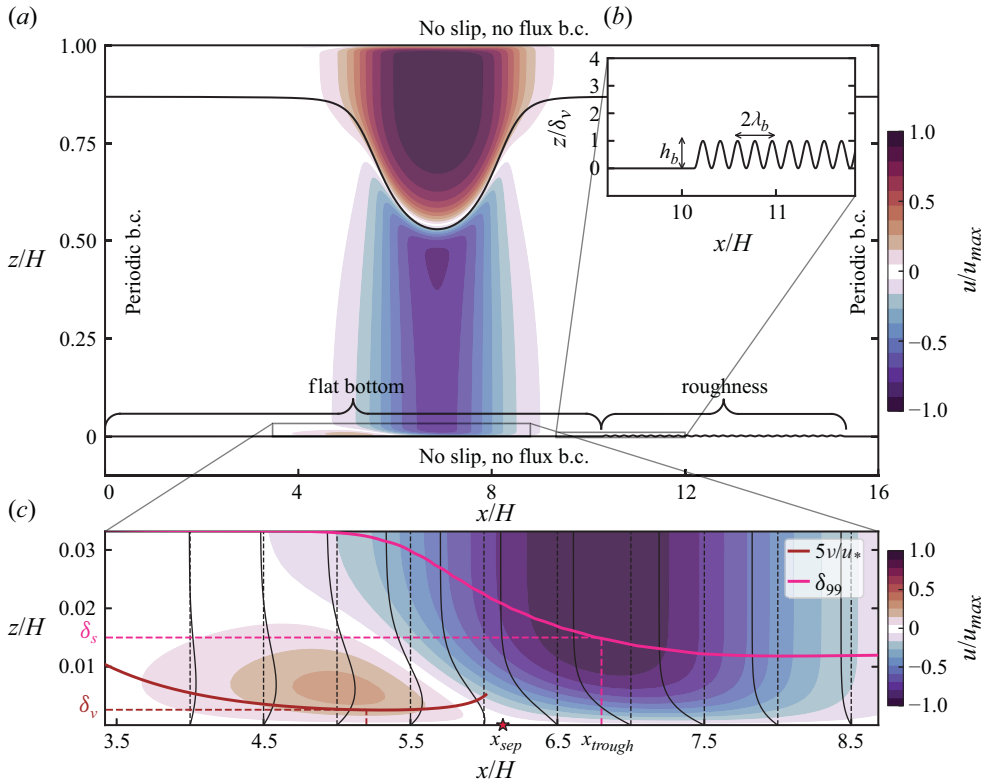 (a)
No slip, no flux b.c.
(b)
1.00
0.75
0.50
0.25
0
z/H
Periodic b.c.
Periodic b.c.
flat bottom
roughness
No slip, no flux b.c.
0
4
8
12
16
x/H
4
3
2
1
0
z/δᵥ
h_b
2λ_b
10
11
x/H
1.0
0.5
0
−0.5
−1.0
u/u_max
(c)
0.03
0.02
0.01
0
z/H
δ_s
δ_v
5ν/u_*
δ₉₉
3.5
4.5
5.5
x_sep
6.5
x_trough
7.5
8.5
x/H
1.0
0.5
0
−0.5
−1.0
u/u_max